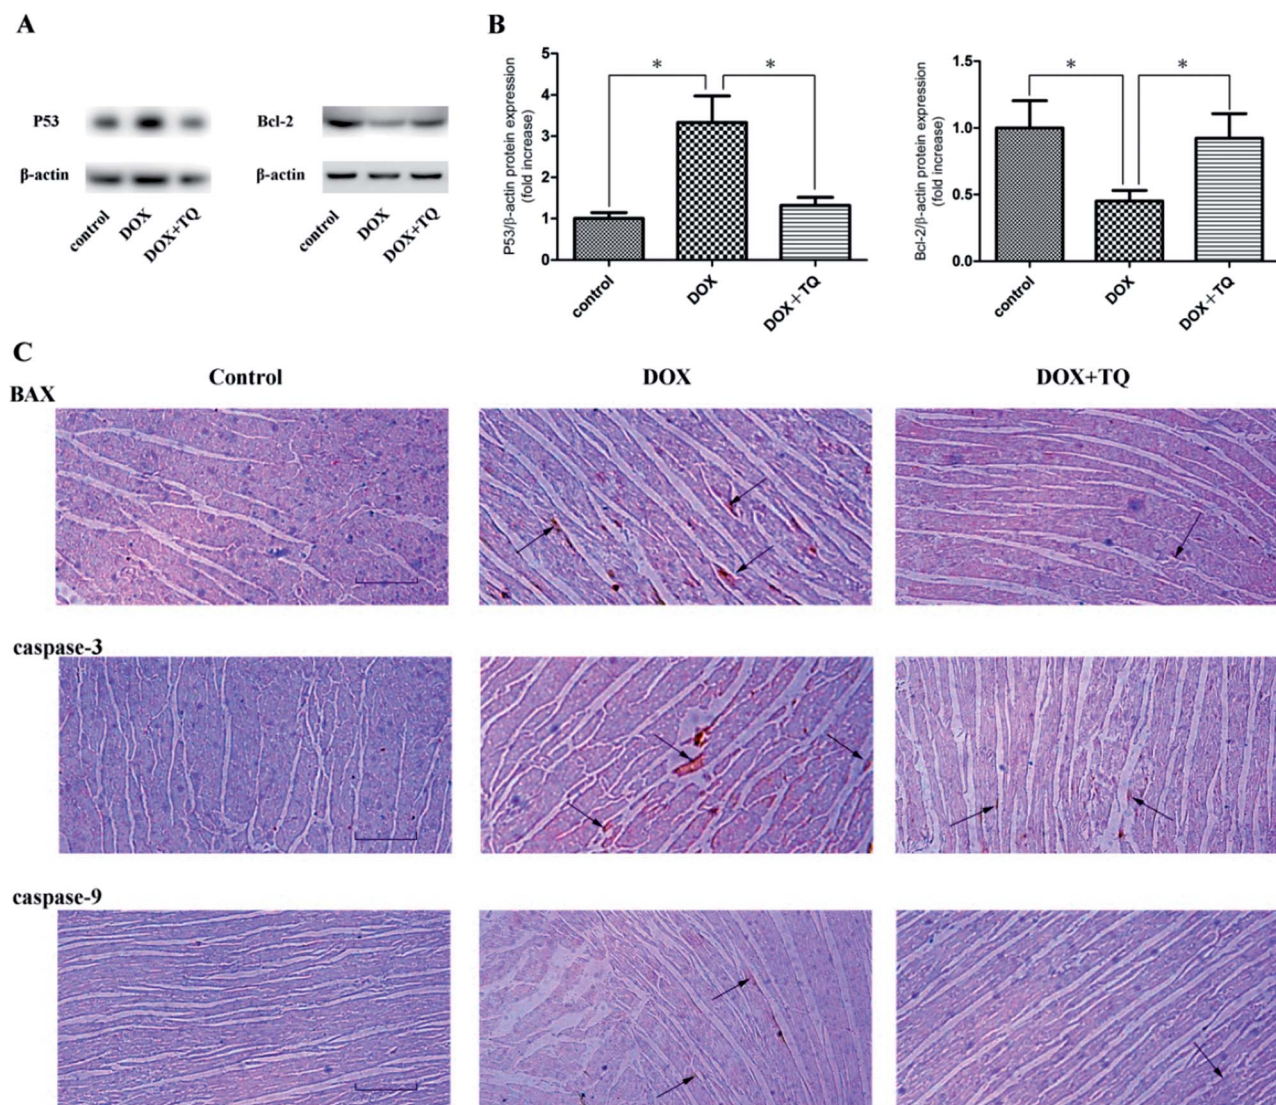 A
P53
β-actin
control
DOX
DOX+TQ
Bcl-2
β-actin
control
DOX
DOX+TQ
B
P53/β-actin protein expression
(fold increase)
5
4
3
2
1
0
*
*
control
DOX
DOX+TQ
Bcl-2/β-actin protein expression
(fold increase)
1.5
1.0
0.5
0.0
*
*
control
DOX
DOX+TQ
C
Control
DOX
DOX+TQ
BAX
caspase-3
caspase-9